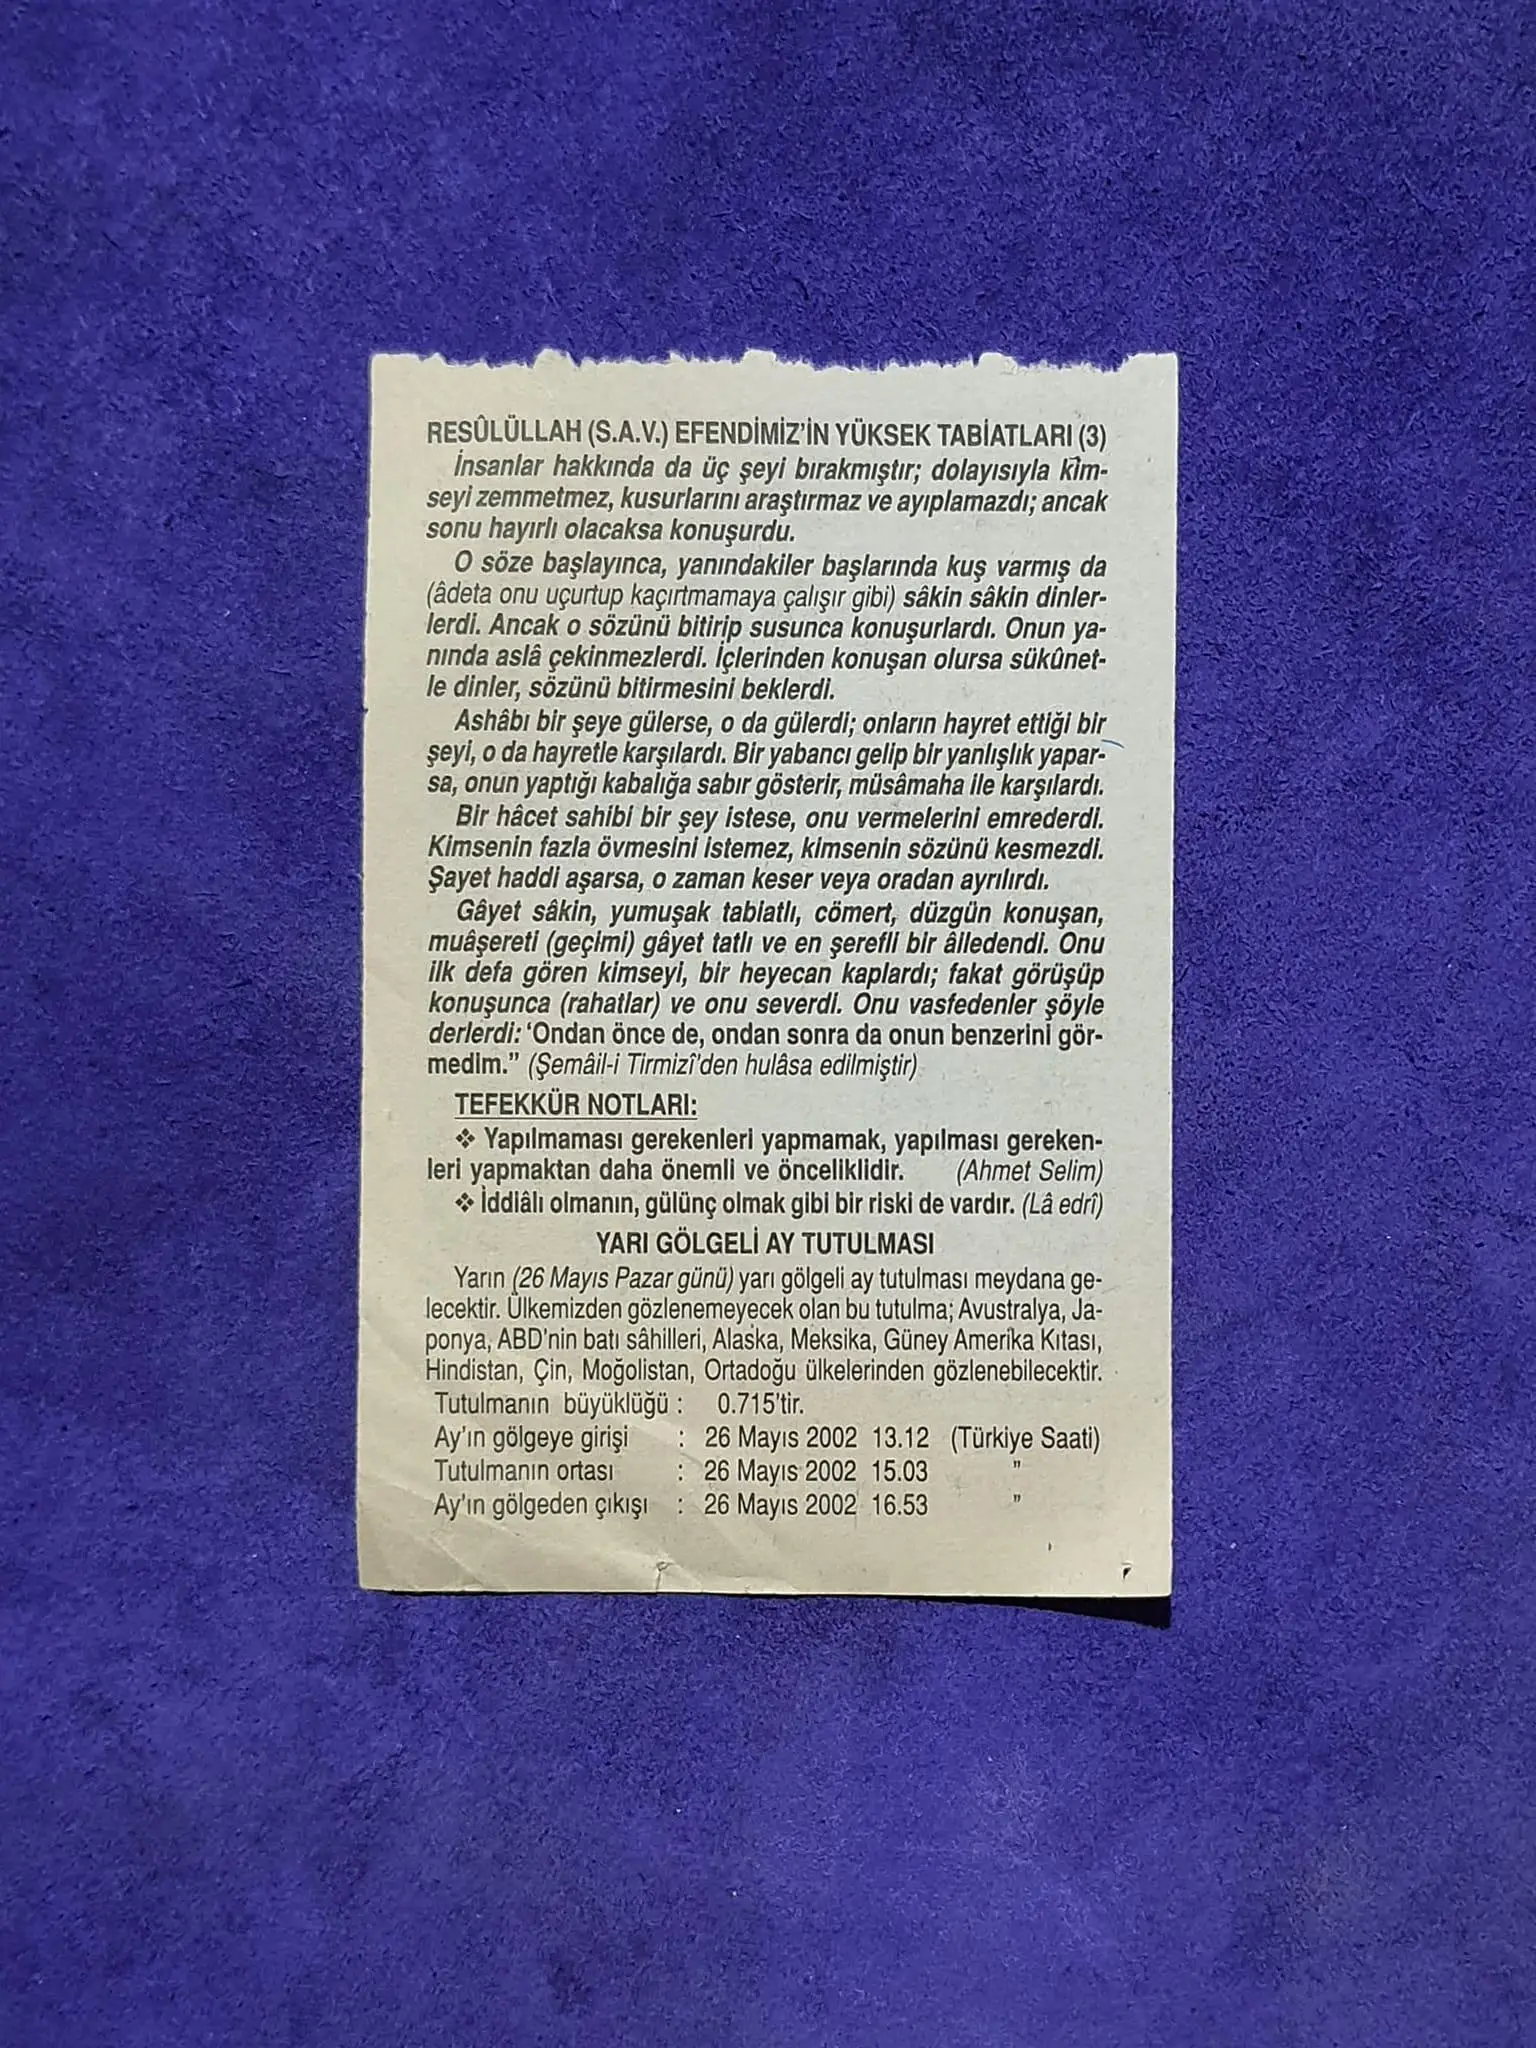 RESÛLÜLLAH (S.A.V.) EFENDİMİZ'İN YÜKSEK TABİATLARI (3)
İnsanlar hakkında da üç şeyi bırakmıştır; dolayısıyla kim-
seyi zemmetmez, kusurlarını araştırmaz ve ayıplamazdı; ancak
sonu hayırlı olacaksa konuşurdu.
O söze başlayınca, yanındakiler başlarında kuş varmış da
(âdeta onu uçurtup kaçırtmamaya çalışır gibi) sâkin sâkin dinler-
lerdi. Ancak o sözünü bitirip susunca konuşurlardı. Onun ya-
nında aslâ çekinmezlerdi. İçlerinden konuşan olursa sükûnet-
le dinler, sözünü bitirmesini beklerdi.
Ashâbı bir şeye gülerse, o da gülerdi; onların hayret ettiği bir
şeyi, o da hayretle karşılardı. Bir yabancı gelip bir yanlışlık yapar-
sa, onun yaptığı kabalığa sabır gösterir, müsâmaha ile karşılardı.
Bir hâcet sahibi bir şey istese, onu vermelerini emrederdi.
Kimsenin fazla övmesini istemez, kimsenin sözünü kesmezdi.
Şayet haddi aşarsa, o zaman keser veya oradan ayrılırdı.
Gâyet sâkin, yumuşak tabiatlı, cömert, düzgün konuşan,
muâşereti (geçimi) gâyet tatlı ve en şerefli bir âiledendi. Onu
ilk defa gören kimseyi, bir heyecan kaplardı; fakat görüşüp
konuşunca (rahatlar) ve onu severdi. Onu vasfedenler şöyle
derlerdi: ‘Ondan önce de, ondan sonra da onun benzerini gör-
medim.” (Şemâil-i Tirmizî'den hulâsa edilmiştir)
TEFEKKÜR NOTLARI:
❖ Yapılmaması gerekenleri yapmamak, yapılması gereken-
leri yapmaktan daha önemli ve önceliklidir. (Ahmet Selim)
❖ İddiâlı olmanın, gülünç olmak gibi bir riski de vardır. (Lâ edrî)
YARI GÖLGELİ AY TUTULMASI
Yarın (26 Mayıs Pazar günü) yarı gölgeli ay tutulması meydana ge-
lecektir. Ülkemizden gözlenemeyecek olan bu tutulma; Avustralya, Ja-
ponya, ABD'nin batı sâhilleri, Alaska, Meksika, Güney Amerika Kıtası,
Hindistan, Çin, Moğolistan, Ortadoğu ülkelerinden gözlenebilecektir.
Tutulmanın büyüklüğü : 0.715'tir.
Ay'ın gölgeye girişi : 26 Mayıs 2002 13.12 (Türkiye Saati)
Tutulmanın ortası : 26 Mayıs 2002 15.03 "
Ay'ın gölgeden çıkışı : 26 Mayıs 2002 16.53 "